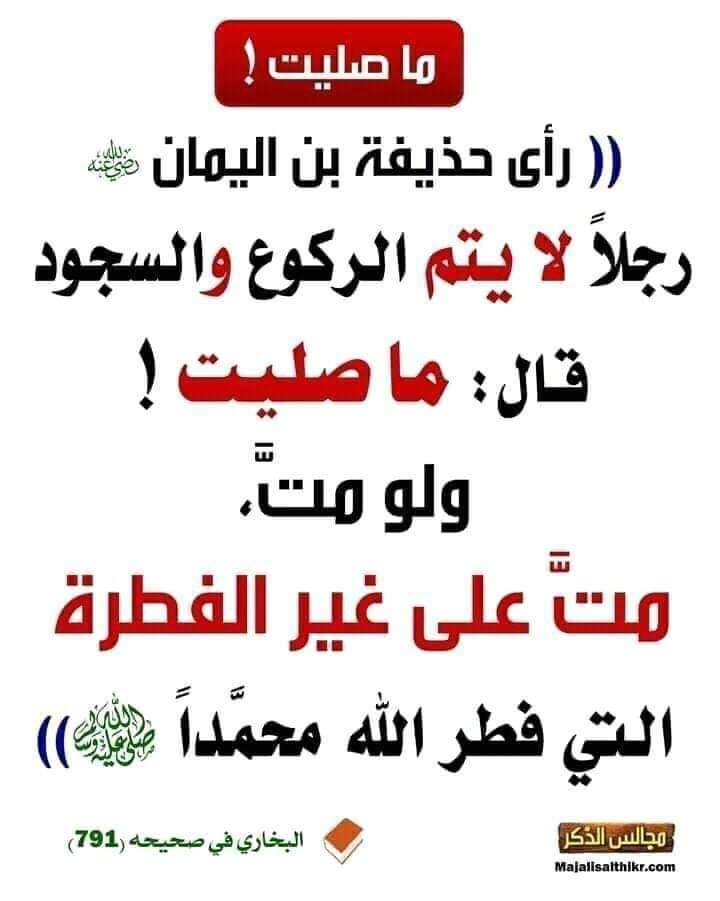 ما صليت !
(( رأى حذيفة بن اليمان رضي الله عنه
رجلاً لا يتم الركوع والسجود
قال: ما صليت !
ولو متَّ،
متَّ على غير الفطرة
التي فطر الله محمَّداً صلى الله عليه وسلم ))
البخاري في صحيحه (791)
مجالس الذكر
Majalisalthikr.com